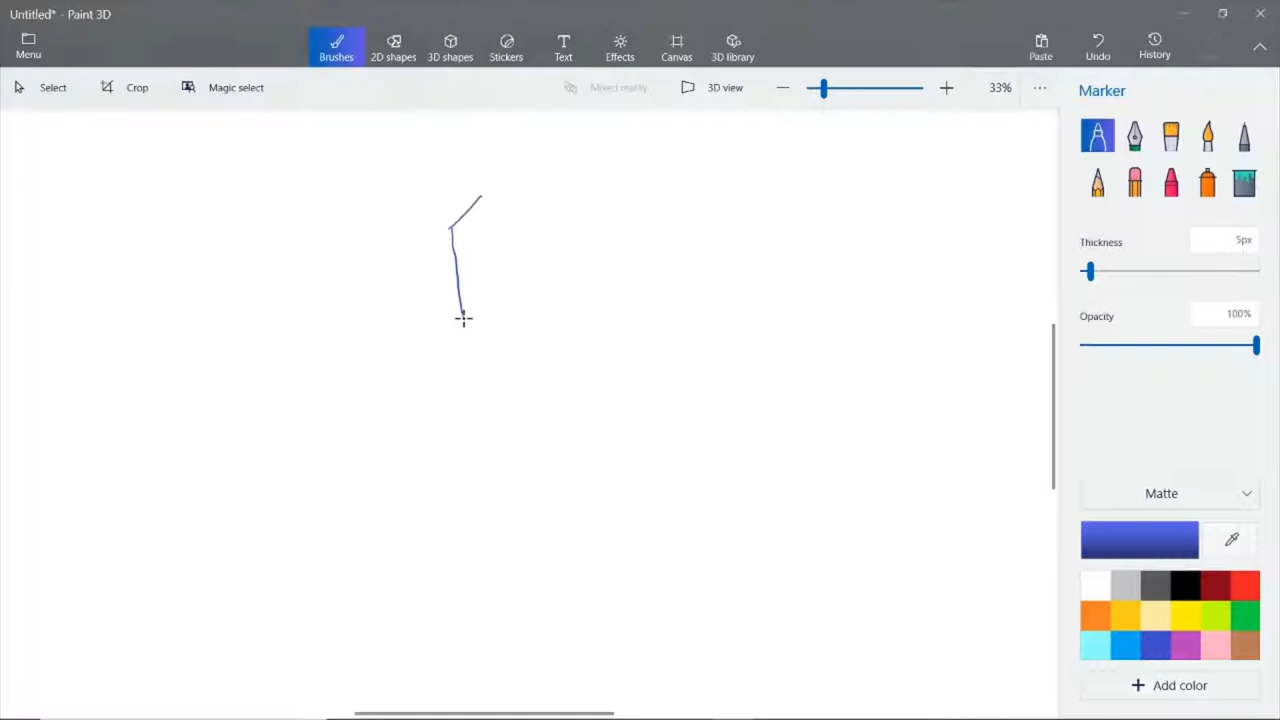 Untitled* - Paint 3D
Menu
Brushes
2D shapes
3D shapes
Stickers
Text
Effects
Canvas
3D library
Paste
Undo
History
Select
Crop
Magic select
Mixed reality
3D view
33%
Marker
Thickness
5px
Opacity
100%
Matte
Add color